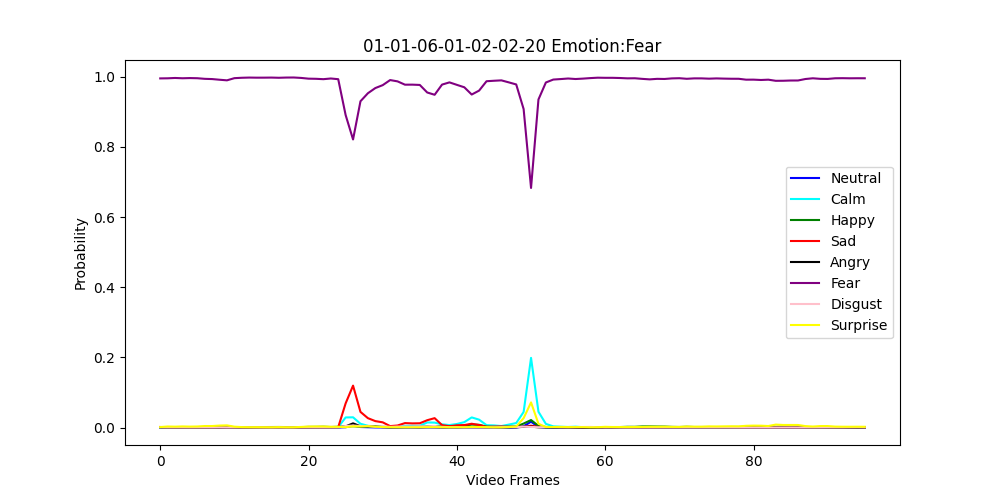 01-01-06-01-02-02-20 Emotion:Fear
Probability
1.0
0.8
0.6
0.4
0.2
0.0
Neutral
Calm
Happy
Sad
Angry
Fear
Disgust
Surprise
0 20 40 60 80
Video Frames